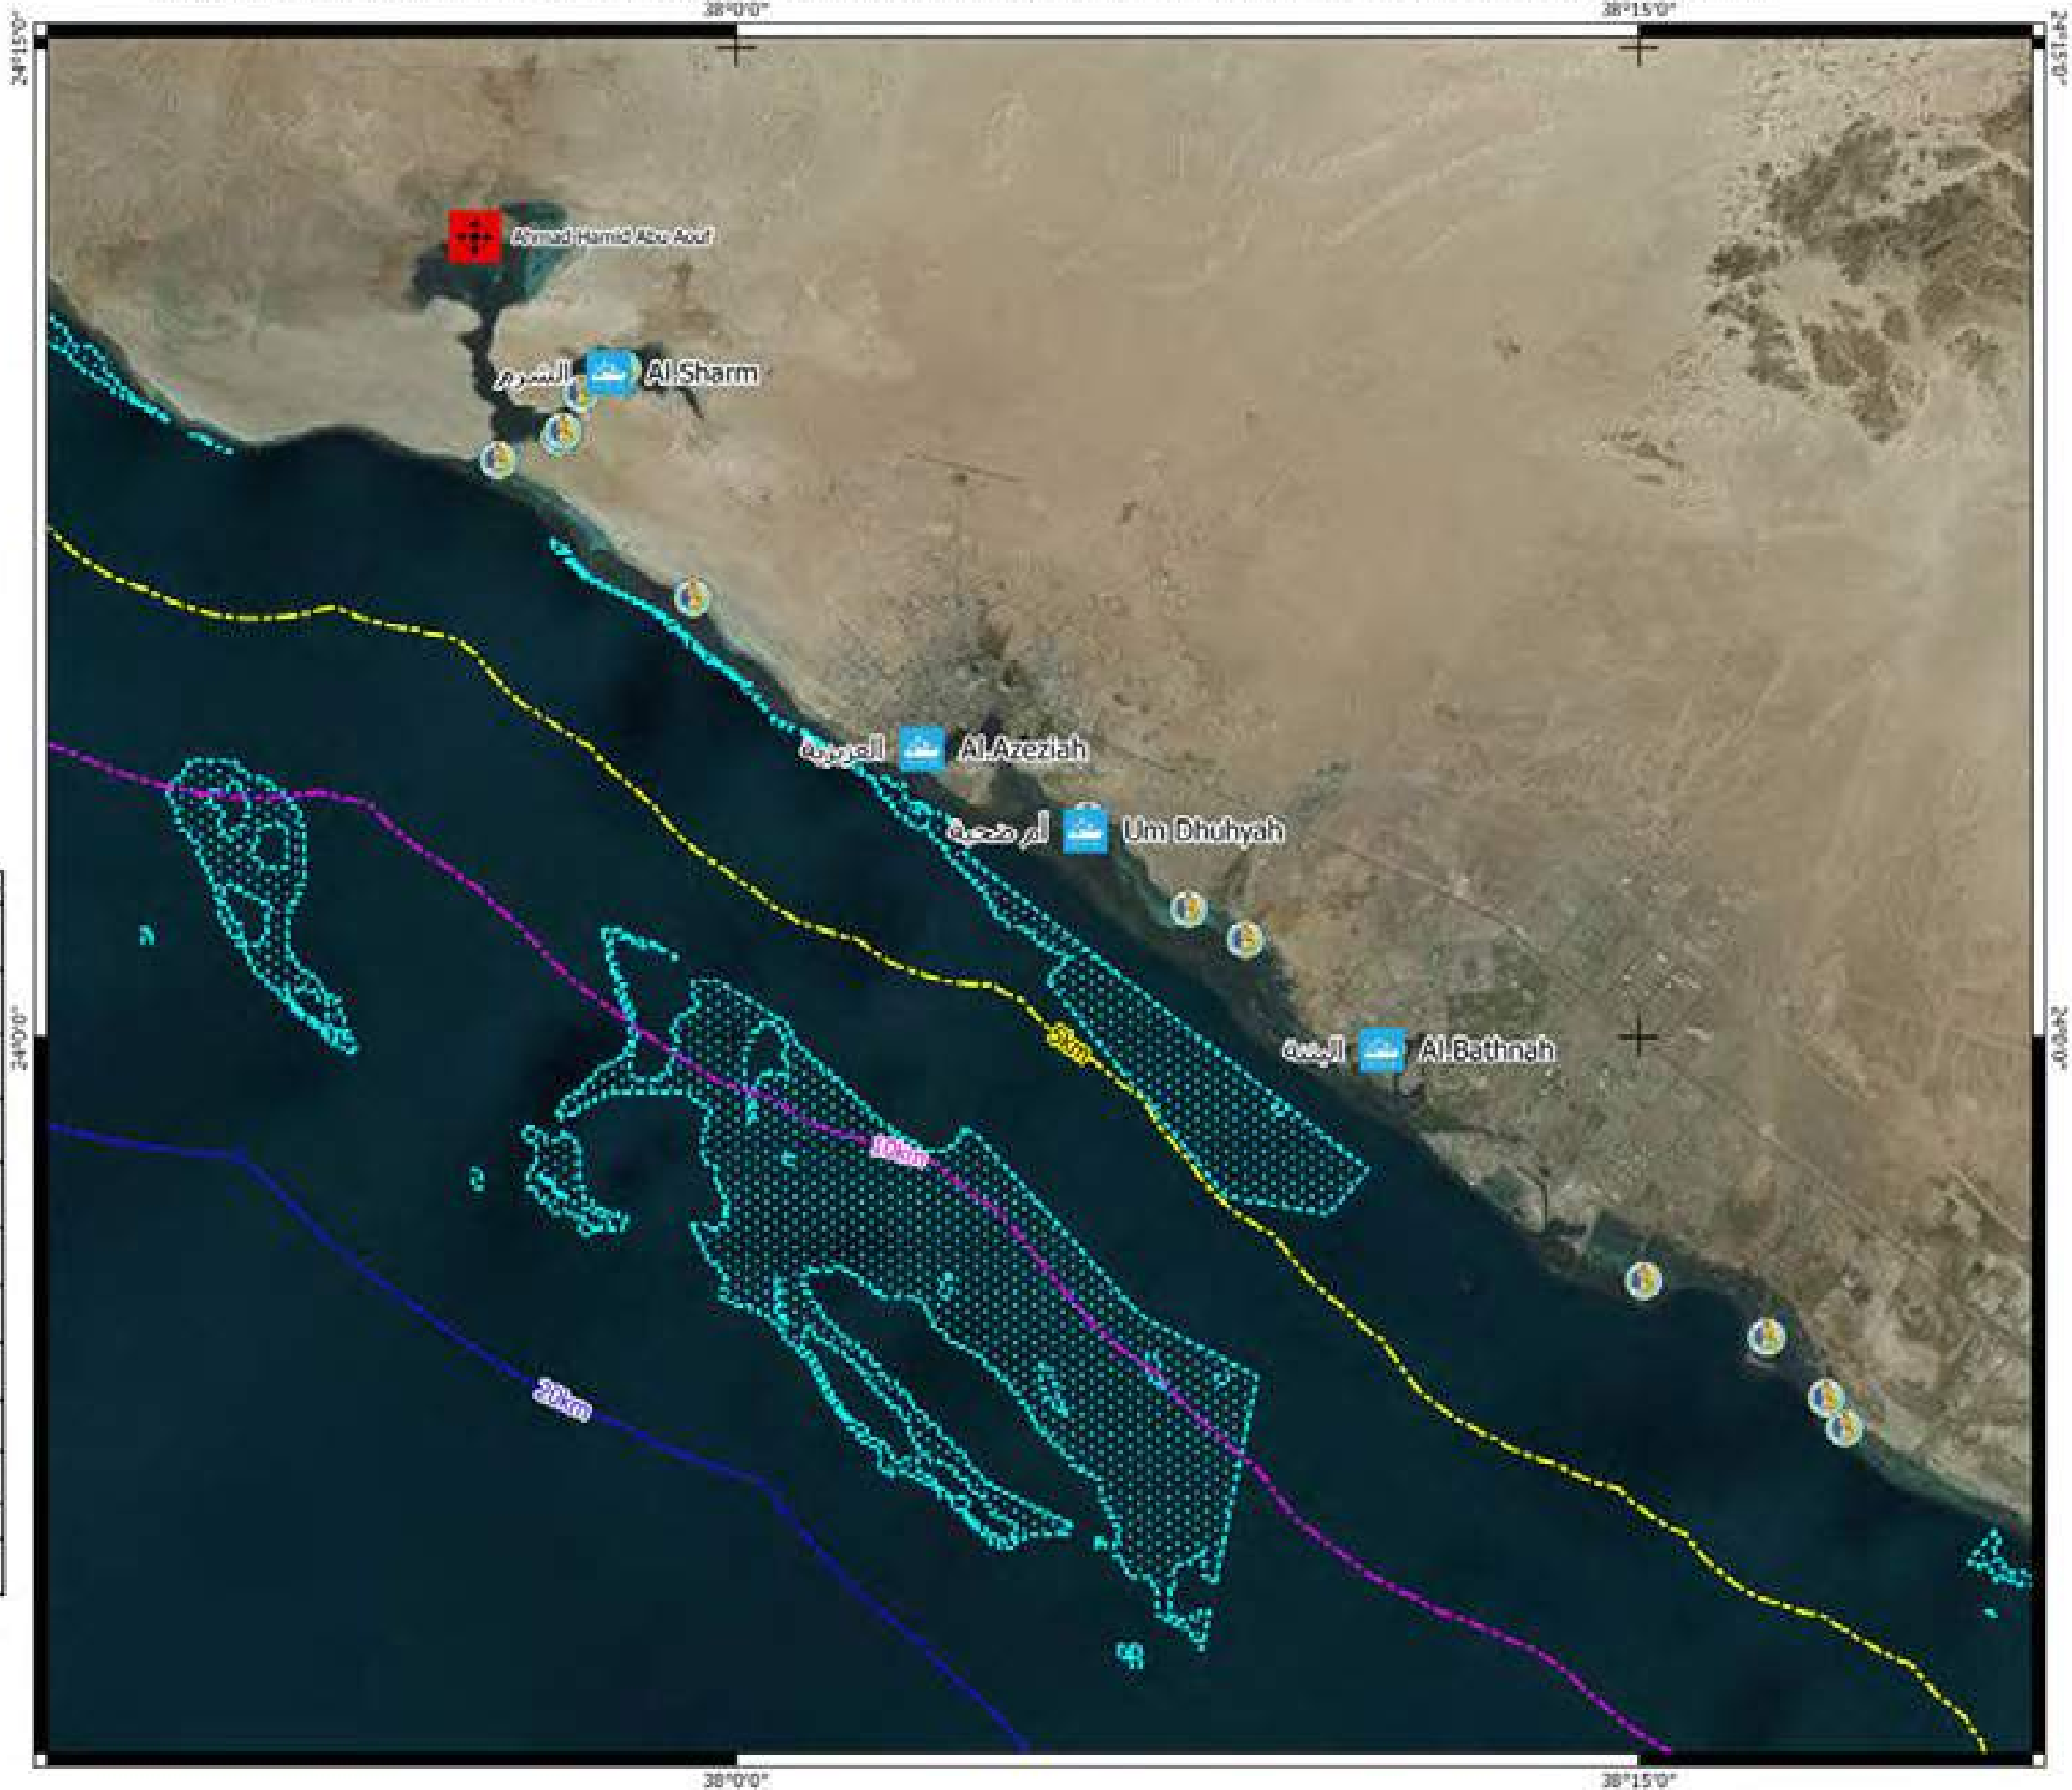 38°0'0"
38°15'0"
24°15'0"
24°15'0"
Ahmad Hamid Abu Aouf
الشرم
Al.Sharm
العزيزية
Al.Azeziah
أم ضحية
Um Dhuhyah
24°0'0"
24°0'0"
5km
البثنة
Al.Bathnah
10km
20km
38°0'0"
38°15'0"